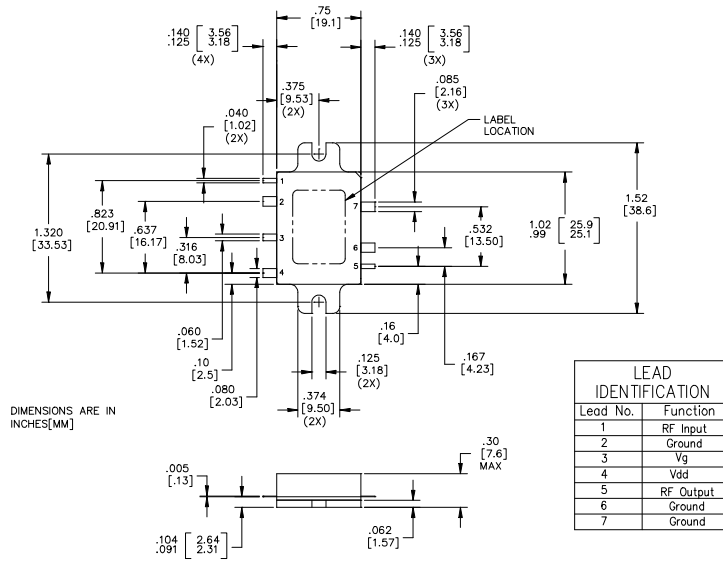 .75
[19.1]
.140 [3.56
.125 3.18]
(4X)
.140 [3.56
.125 3.18]
(3X)
.375
[9.53]
(2X)
.085
[2.16]
(3X)
.040
[1.02]
(2X)
LABEL
LOCATION
1
2
3
4
7
6
5
1.320
[33.53]
.823
[20.91]
.637
[16.17]
.316
[8.03]
.532
[13.50]
1.02 [25.9
.99 25.1]
1.52
[38.6]
.060
[1.52]
.10
[2.5]
.080
[2.03]
.125
[3.18]
(2X)
.374
[9.50]
(2X)
.16
[4.0]
.167
[4.23]
DIMENSIONS ARE IN
INCHES[MM]
.30
[7.6]
MAX
.005
[.13]
.104 [2.64
.091 2.31]
.062
[1.57]
LEAD
IDENTIFICATION
Lead No. Function
1 RF Input
2 Ground
3 Vg
4 Vdd
5 RF Output
6 Ground
7 Ground